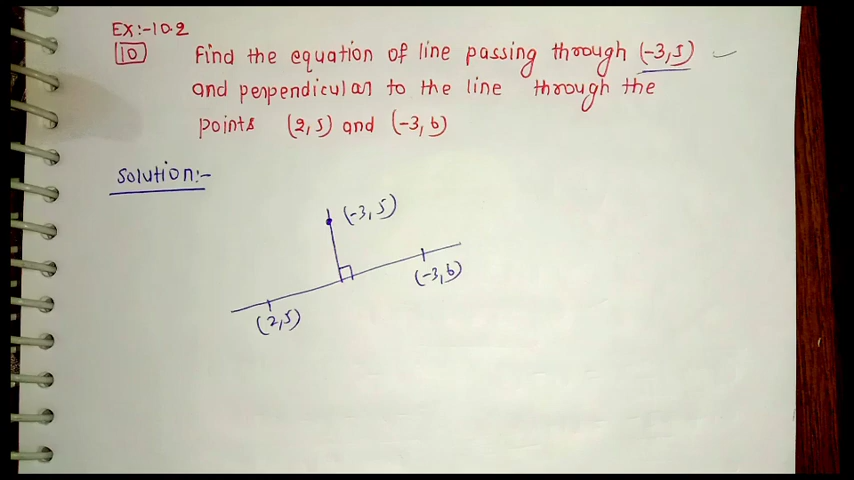 EX:-10.2
10 Find the equation of line passing through (-3,5)
and perpendicular to the line through the
points (2,5) and (-3,6)
Solution:-
(-3,5)
(-3,6)
(2,5)